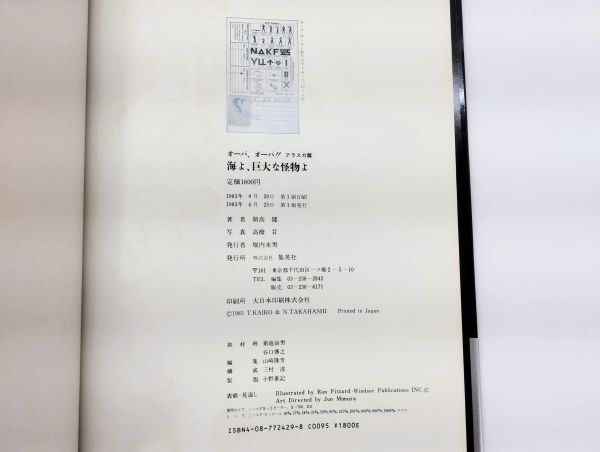 NAKF SOS
YLL
オーパ、オーパ!! アラスカ篇
海よ、巨大な怪物よ
定価1800円
1983年 4月 20日 第1刷印刷
1983年 4月 25日 第1刷発行
著者 開高 健
写真 高橋 曻
発行者 堀内末男
発行所 株式会社 集英社
〒101 東京都千代田区一ツ橋2-5-10
TEL 編集 03-238-2842
販売 03-230-6171
印刷所 大日本印刷株式会社
©1983 T.KAIKO & N.TAKAHASHI Printed in Japan
取材班 菊池治男
谷口博之
編集 山崎隆芳
構成 三村 淳
製版 小野重記
表紙・見返し Illustrated by Ron Pittard-Windsor Publications INC.©
Art Directed by Jun Mimura
ISBN4-08-772429-8 C0095 ¥1800E